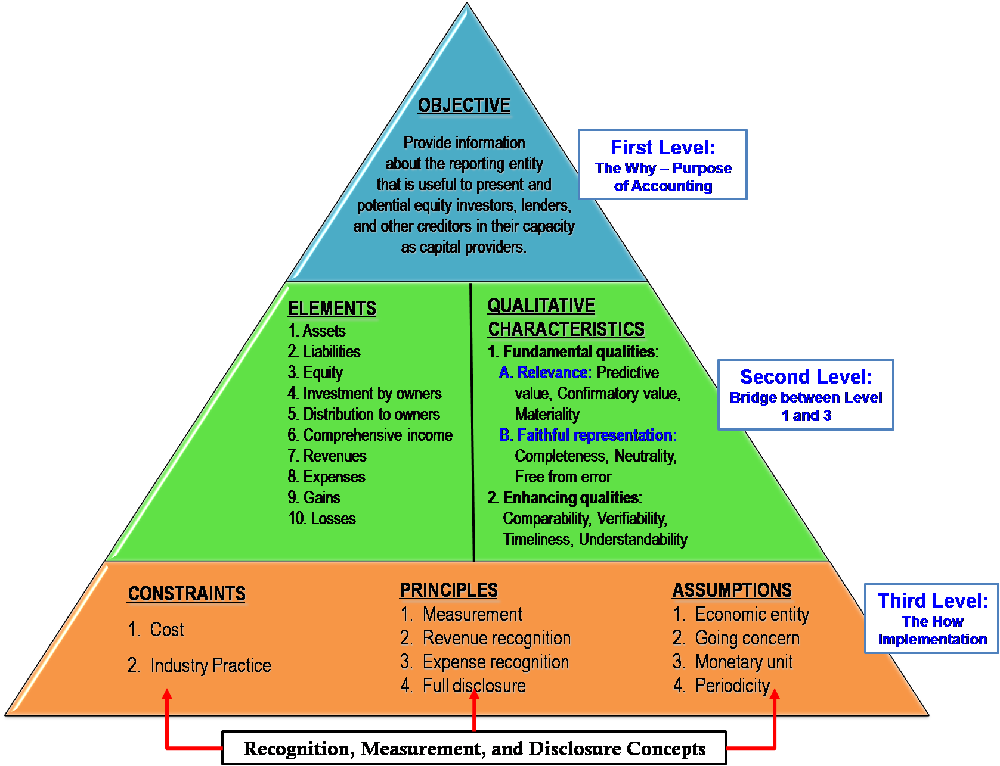 OBJECTIVE
Provide information
about the reporting entity
that is useful to present and
potential equity investors, lenders,
and other creditors in their capacity
as capital providers.
First Level:
The Why – Purpose
of Accounting
ELEMENTS
1. Assets
2. Liabilities
3. Equity
4. Investment by owners
5. Distribution to owners
6. Comprehensive income
7. Revenues
8. Expenses
9. Gains
10. Losses
QUALITATIVE
CHARACTERISTICS
1. Fundamental qualities:
A. Relevance: Predictive
value, Confirmatory value,
Materiality
B. Faithful representation:
Completeness, Neutrality,
Free from error
2. Enhancing qualities:
Comparability, Verifiability,
Timeliness, Understandability
Second Level:
Bridge between Level
1 and 3
CONSTRAINTS
1. Cost
2. Industry Practice
PRINCIPLES
1. Measurement
2. Revenue recognition
3. Expense recognition
4. Full disclosure
ASSUMPTIONS
1. Economic entity
2. Going concern
3. Monetary unit
4. Periodicity
Third Level:
The How
Implementation
Recognition, Measurement, and Disclosure Concepts